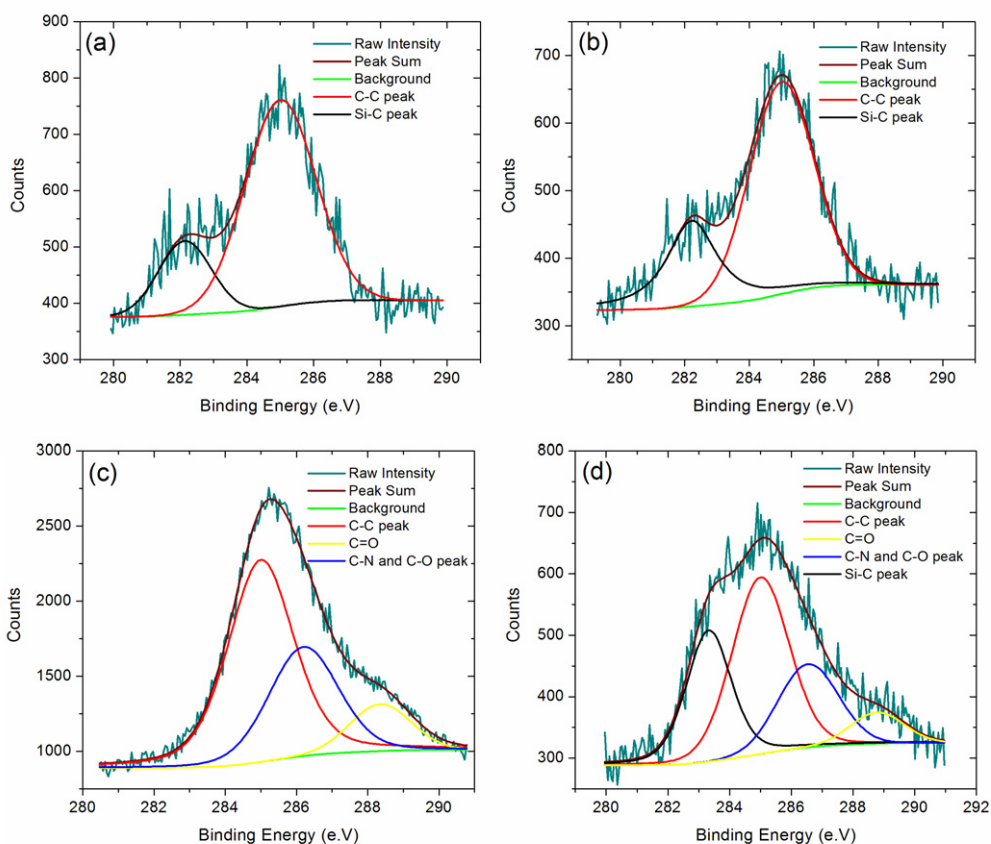 (a)
Raw Intensity
Peak Sum
Background
C-C peak
Si-C peak
900
800
700
600
500
400
300
Counts
280 282 284 286 288 290
Binding Energy (e.V)
(b)
Raw Intensity
Peak Sum
Background
C-C peak
Si-C peak
700
600
500
400
300
Counts
280 282 284 286 288 290
Binding Energy (e.V)
(c)
Raw Intensity
Peak Sum
Background
C-C peak
C=O
C-N and C-O peak
3000
2500
2000
1500
1000
Counts
280 282 284 286 288 290
Binding Energy (e.V)
(d)
Raw Intensity
Peak Sum
Background
C-C peak
C=O
C-N and C-O peak
Si-C peak
800
700
600
500
400
300
Counts
280 282 284 286 288 290 292
Binding Energy (e.V)